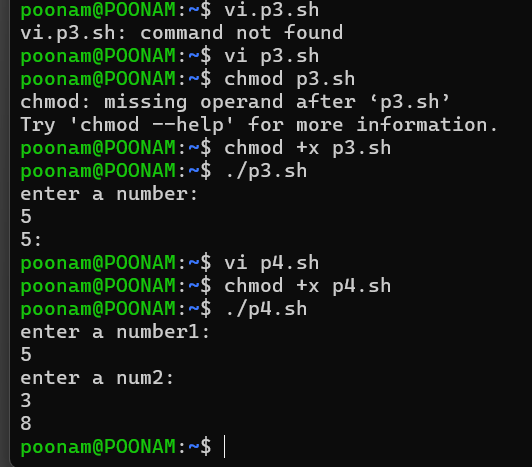 poonam@POONAM:~$ vi.p3.sh
vi.p3.sh: command not found
poonam@POONAM:~$ vi p3.sh
poonam@POONAM:~$ chmod p3.sh
chmod: missing operand after ‘p3.sh’
Try 'chmod --help' for more information.
poonam@POONAM:~$ chmod +x p3.sh
poonam@POONAM:~$ ./p3.sh
enter a number:
5
5:
poonam@POONAM:~$ vi p4.sh
poonam@POONAM:~$ chmod +x p4.sh
poonam@POONAM:~$ ./p4.sh
enter a number1:
5
enter a num2:
3
8
poonam@POONAM:~$